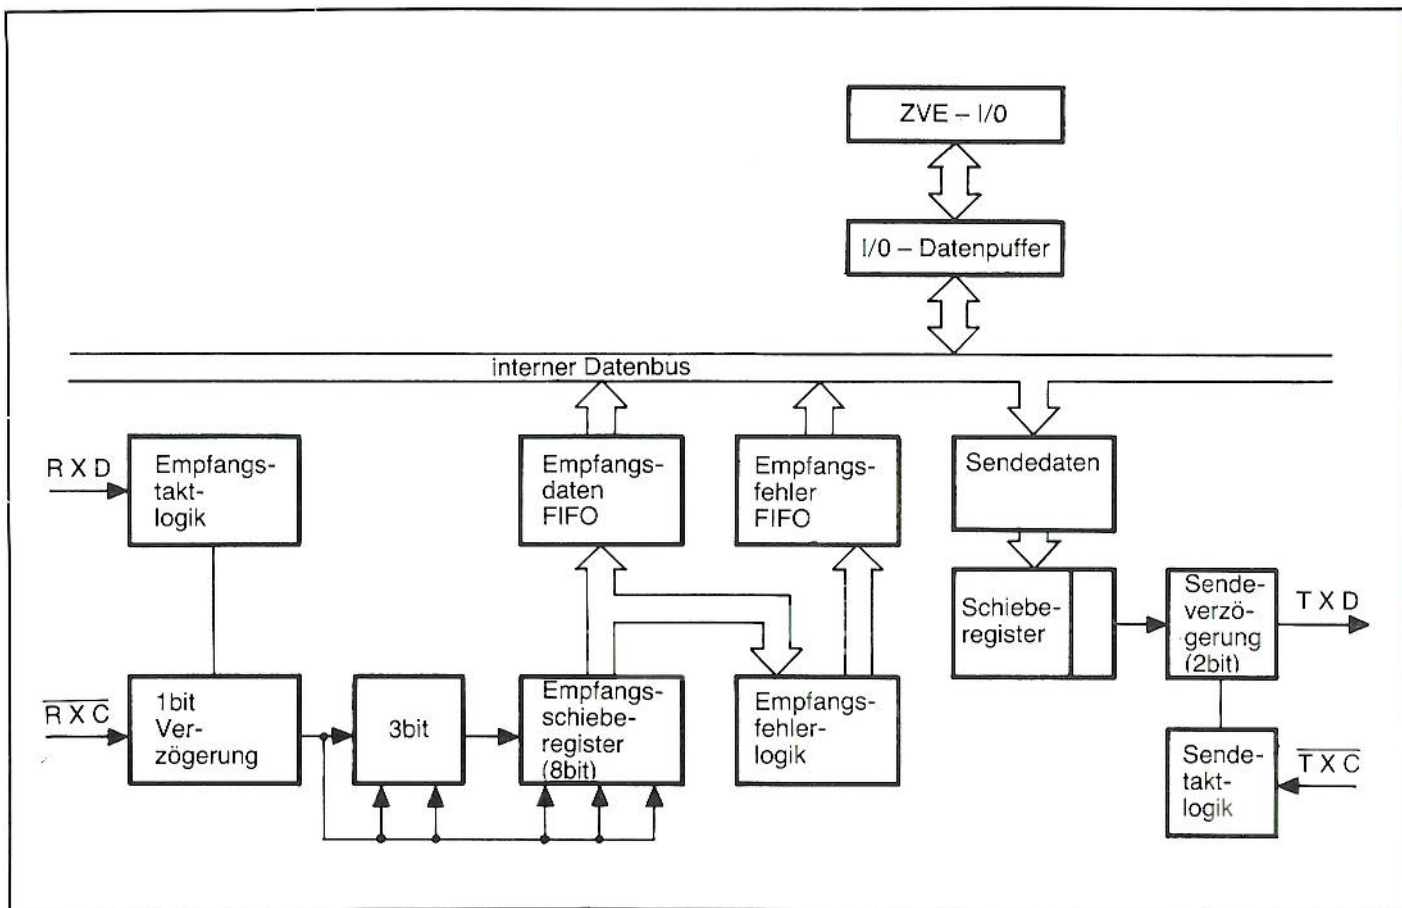 ZVE – I/0
I/0 – Datenpuffer
interner Datenbus
R X D
Empfangs-
takt-
logik
Empfangs-
daten
FIFO
Empfangs-
fehler
FIFO
Sendedaten
Schiebe-
register
Sende-
verzö-
gerung
(2bit)
T X D
R X C
1bit
Ver-
zögerung
3bit
Empfangs-
schiebe-
register
(8bit)
Empfangs-
fehler-
logik
Sende-
takt-
logik
T X C